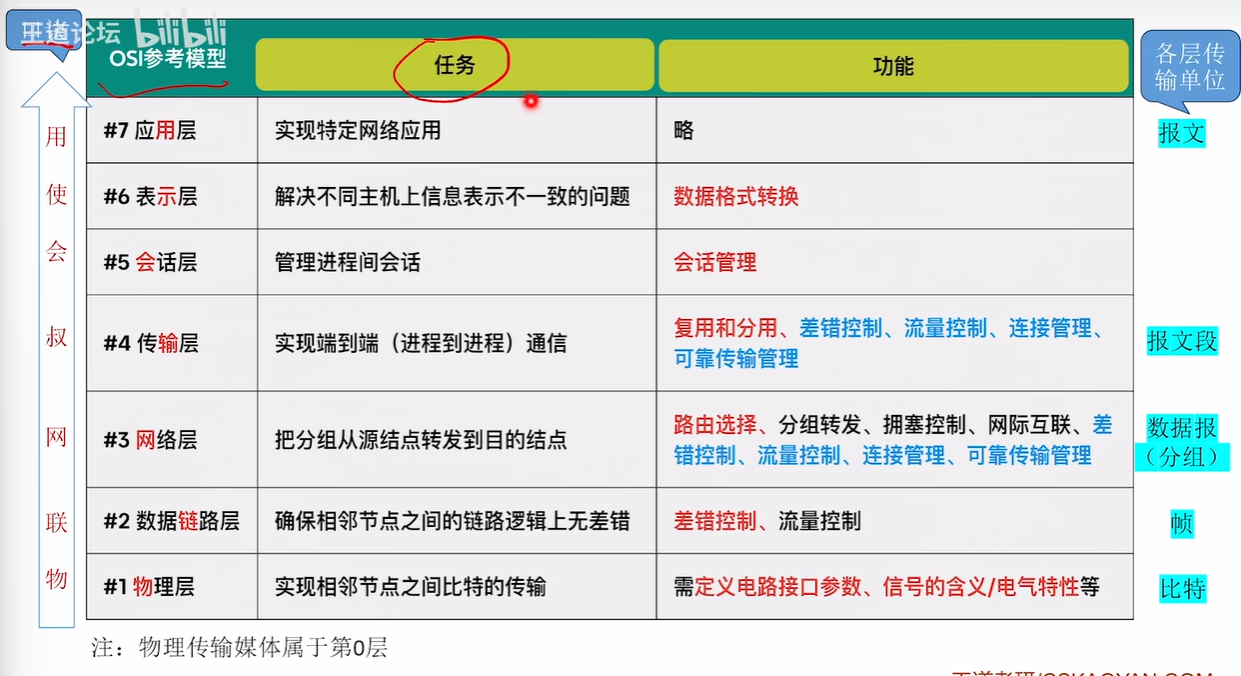 王道论坛
bilibili
OSI参考模型
任务
功能
各层传
输单位
用
#7 应用层
实现特定网络应用
略
报文
使
#6 表示层
解决不同主机上信息表示不一致的问题
数据格式转换
会
#5 会话层
管理进程间会话
会话管理
叔
#4 传输层
实现端到端（进程到进程）通信
复用和分用、差错控制、流量控制、连接管理、
可靠传输管理
报文段
网
#3 网络层
把分组从源结点转发到目的结点
路由选择、分组转发、拥塞控制、网际互联、差
错控制、流量控制、连接管理、可靠传输管理
数据报
（分组）
联
#2 数据链路层
确保相邻节点之间的链路逻辑上无差错
差错控制、流量控制
帧
物
#1 物理层
实现相邻节点之间比特的传输
需定义电路接口参数、信号的含义/电气特性等
比特
注：物理传输媒体属于第0层
王道考研/CSKAOYAN.COM